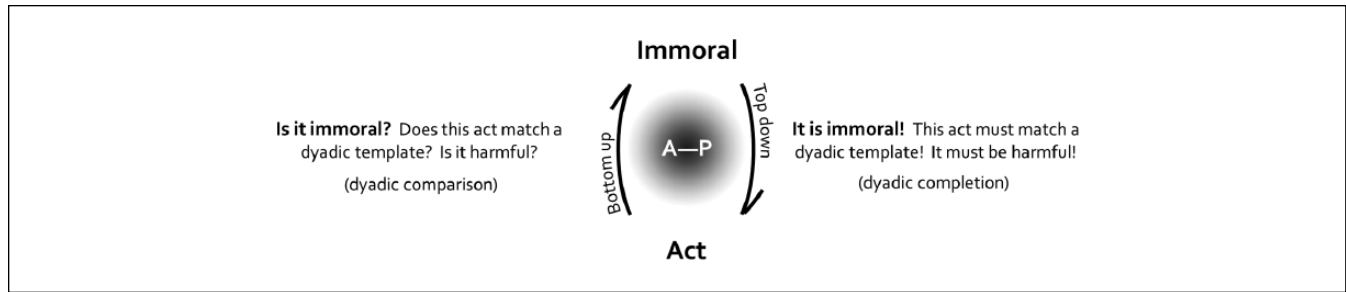 Immoral
Is it immoral? Does this act match a
dyadic template? Is it harmful?
(dyadic comparison)
Bottom up
A—P
Top down
It is immoral! This act must match a
dyadic template! It must be harmful!
(dyadic completion)
Act